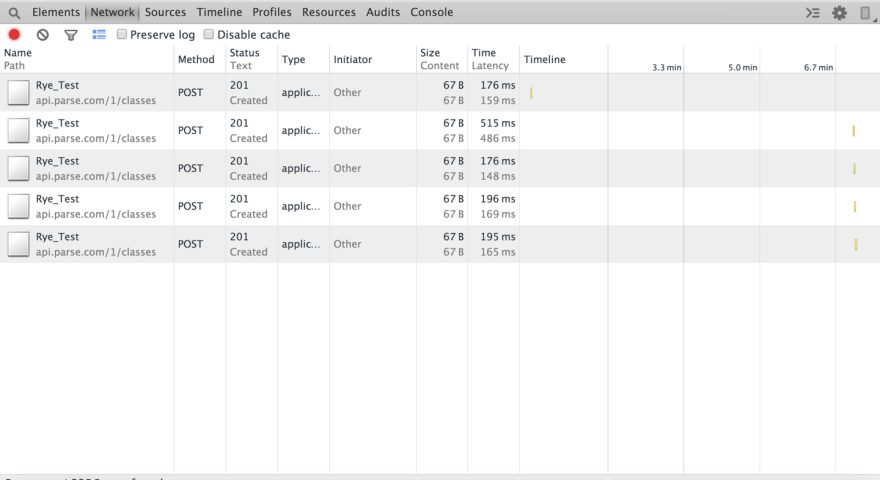 Elements Network Sources Timeline Profiles Resources Audits Console
Preserve log Disable cache
Name Method Status Type Initiator Size Time Timeline
Path Text Content Latency 3.3 min 5.0 min 6.7 min
Rye_Test POST 201 applic... Other 67 B 176 ms
api.parse.com/1/classes Created 67 B 159 ms
Rye_Test POST 201 applic... Other 67 B 515 ms
api.parse.com/1/classes Created 67 B 486 ms
Rye_Test POST 201 applic... Other 67 B 176 ms
api.parse.com/1/classes Created 67 B 148 ms
Rye_Test POST 201 applic... Other 67 B 196 ms
api.parse.com/1/classes Created 67 B 169 ms
Rye_Test POST 201 applic... Other 67 B 195 ms
api.parse.com/1/classes Created 67 B 165 ms